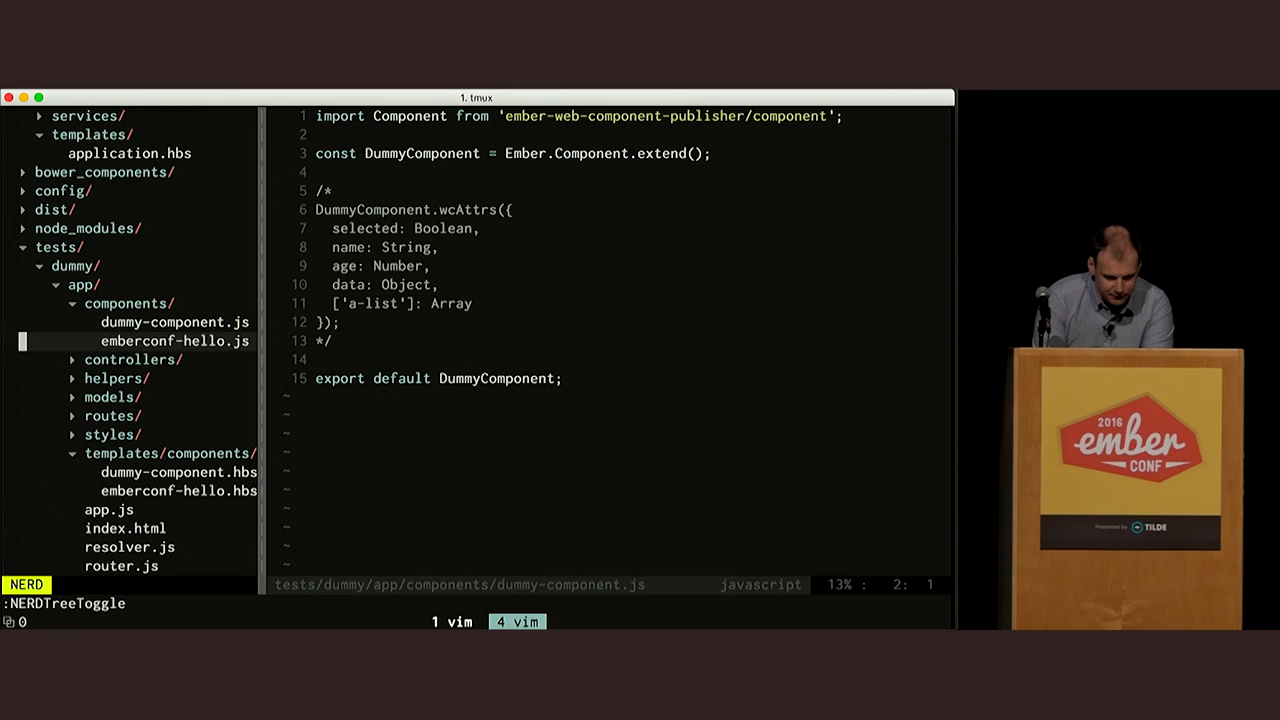 1. tmux
services/
templates/
application.hbs
bower_components/
config/
dist/
node_modules/
tests/
dummy/
app/
components/
dummy-component.js
emberconf-hello.js
controllers/
helpers/
models/
routes/
styles/
templates/components/
dummy-component.hbs
emberconf-hello.hbs
app.js
index.html
resolver.js
router.js
1 import Component from 'ember-web-component-publisher/component';
2
3 const DummyComponent = Ember.Component.extend();
4
5 /*
6 DummyComponent.wcAttrs({
7 selected: Boolean,
8 name: String,
9 age: Number,
10 data: Object,
11 ['a-list']: Array
12 });
13 */
14
15 export default DummyComponent;
~
~
~
~
~
~
~
~
~
~
NERD tests/dummy/app/components/dummy-component.js javascript 13% : 2: 1
:NERDTreeToggle
0 1 vim 4 vim
2016
ember
CONF
Presented by TILDE